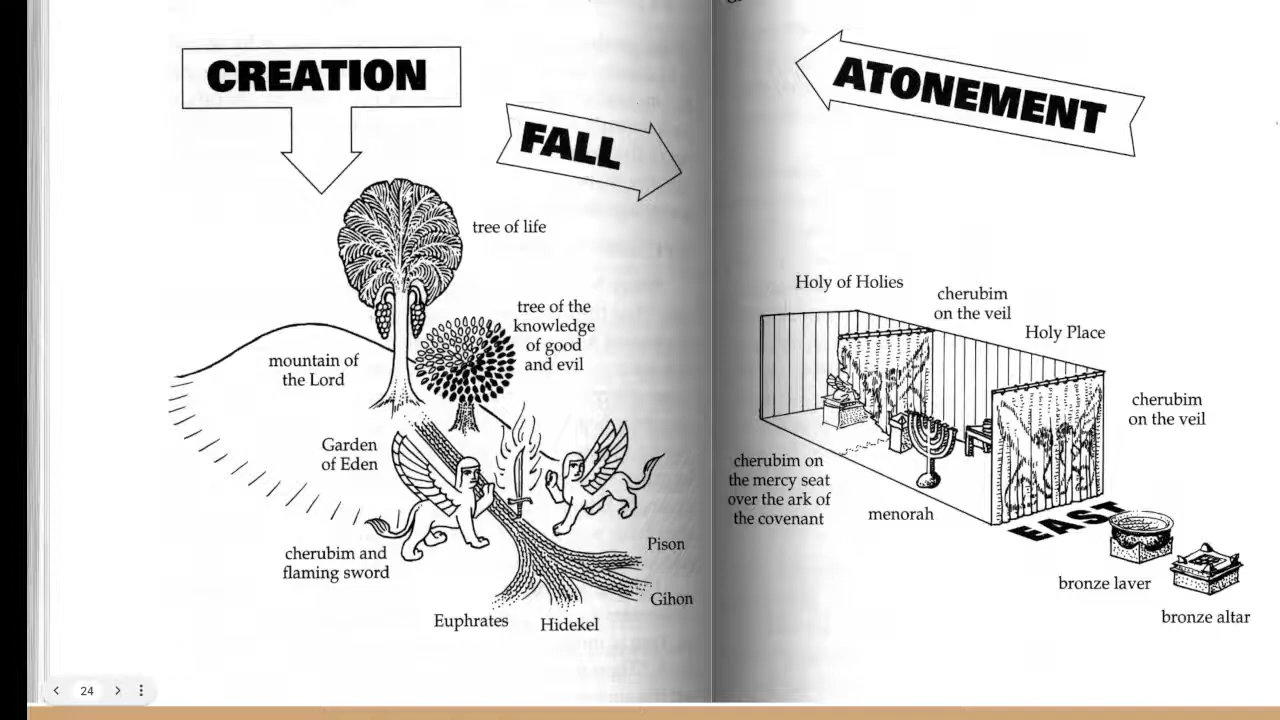 CREATION
FALL
tree of life
tree of the
knowledge
of good
and evil
mountain of
the Lord
Garden
of Eden
cherubim and
flaming sword
Pison
Gihon
Euphrates
Hidekel
ATONEMENT
Holy of Holies
cherubim
on the veil
Holy Place
cherubim
on the veil
cherubim on
the mercy seat
over the ark of
the covenant
menorah
EAST
bronze laver
bronze altar
24